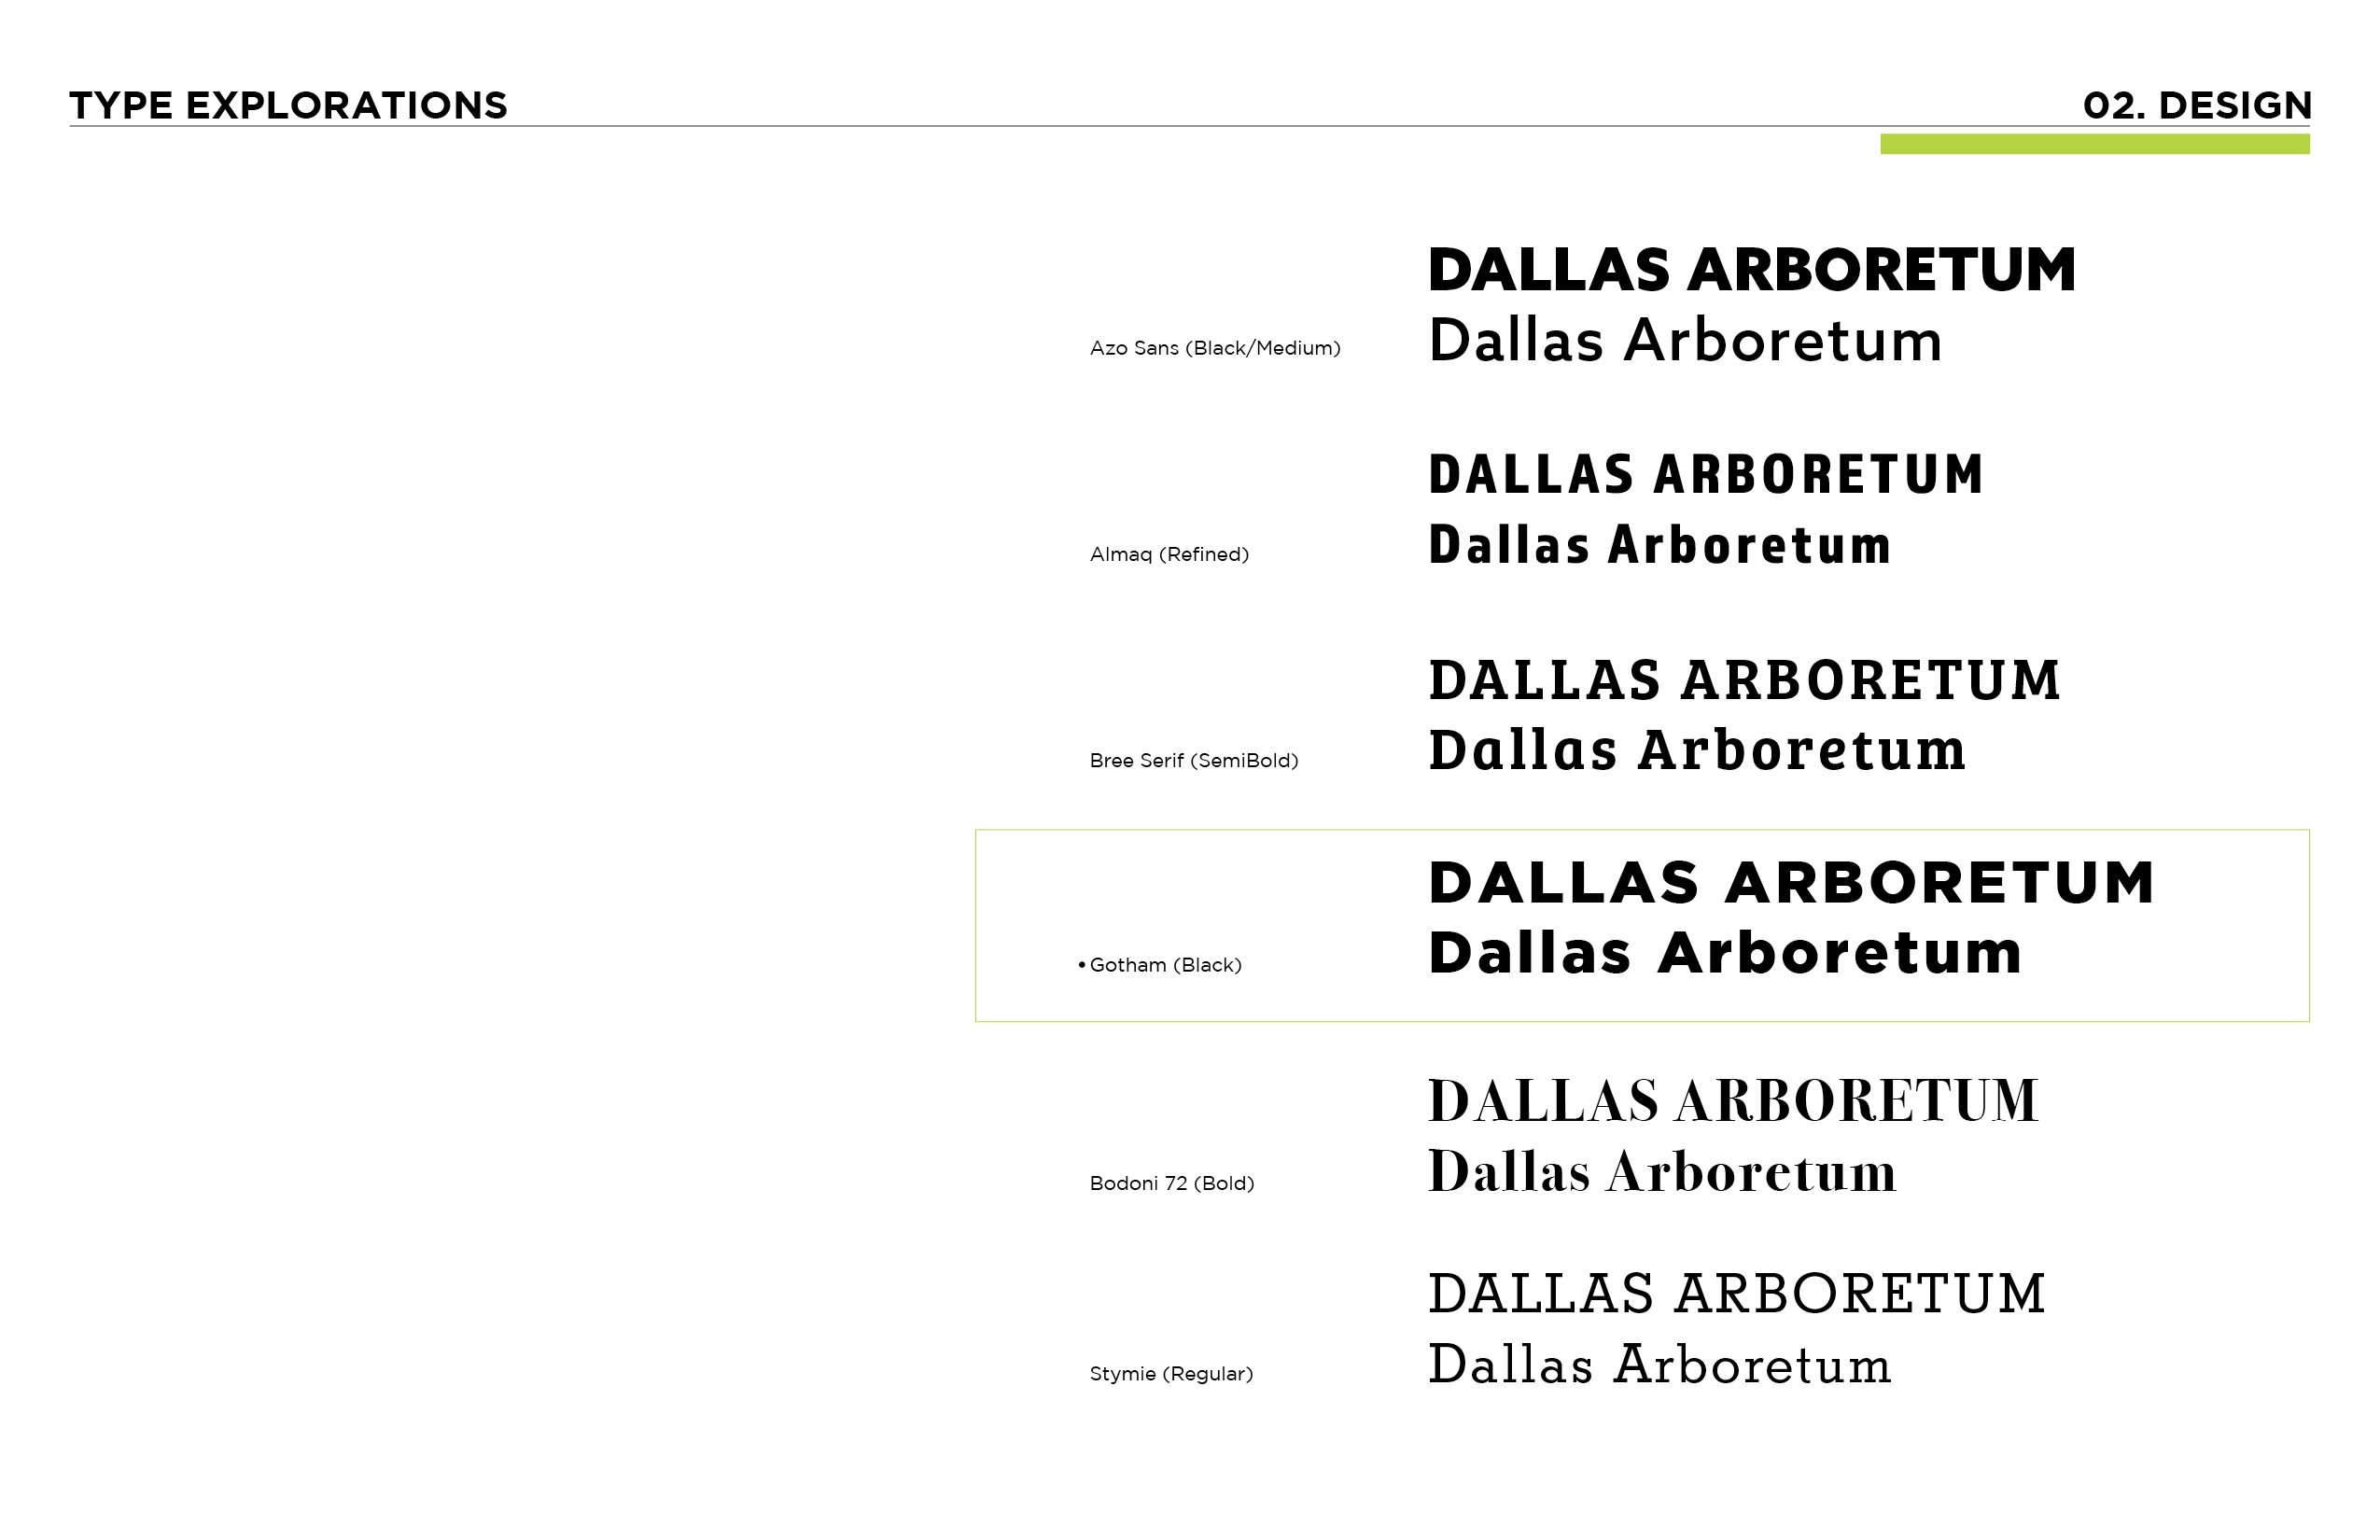 TYPE EXPLORATIONS
02. DESIGN
DALLAS ARBORETUM
Dallas Arboretum
Azo Sans (Black/Medium)
DALLAS ARBORETUM
Dallas Arboretum
Almaq (Refined)
DALLAS ARBORETUM
Dallas Arboretum
Bree Serif (SemiBold)
DALLAS ARBORETUM
Dallas Arboretum
• Gotham (Black)
DALLAS ARBORETUM
Dallas Arboretum
Bodoni 72 (Bold)
DALLAS ARBORETUM
Dallas Arboretum
Stymie (Regular)